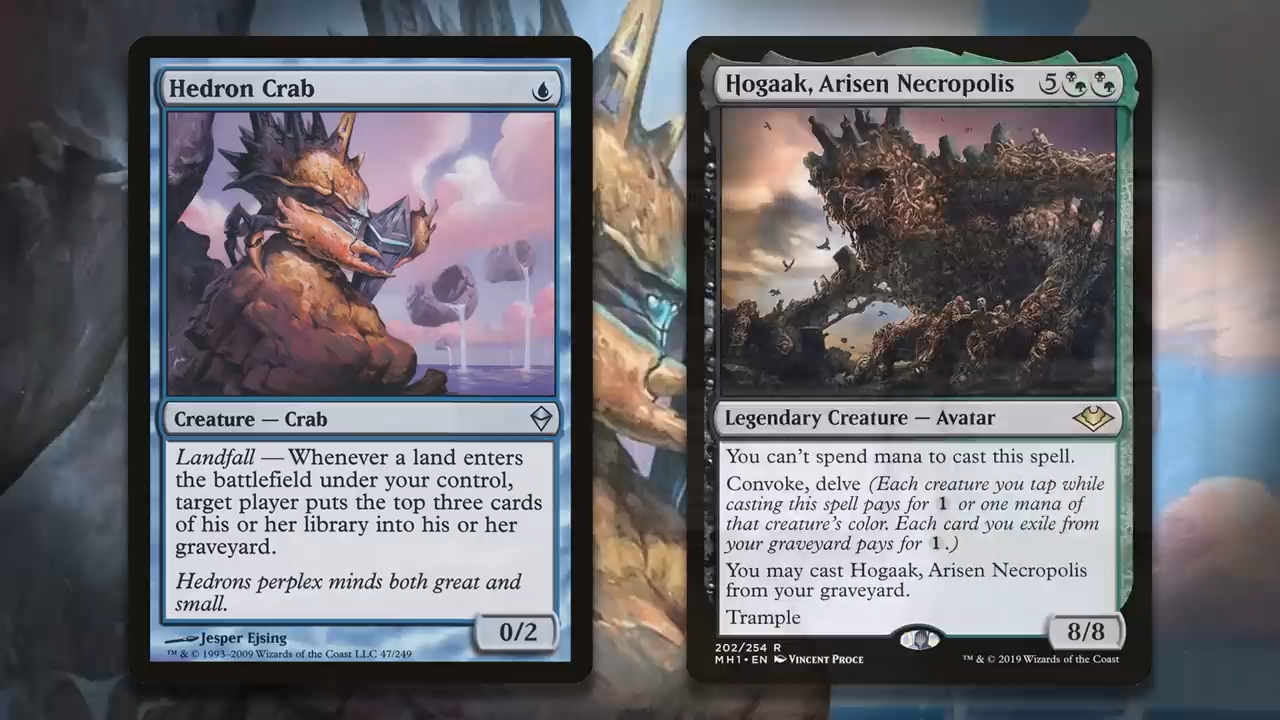 Hedron Crab
Creature — Crab
Landfall — Whenever a land enters
the battlefield under your control,
target player puts the top three cards
of his or her library into his or her
graveyard.
Hedrons perplex minds both great and
small.
0/2
Jesper Ejsing
™ & © 1993–2009 Wizards of the Coast LLC 47/249
Hogaak, Arisen Necropolis 5
Legendary Creature — Avatar
You can't spend mana to cast this spell.
Convoke, delve (Each creature you tap while
casting this spell pays for 1 or one mana of
that creature's color. Each card you exile from
your graveyard pays for 1.)
You may cast Hogaak, Arisen Necropolis
from your graveyard.
Trample
8/8
202/254 R
MH1 • EN Vincent Proce
™ & © 2019 Wizards of the Coast